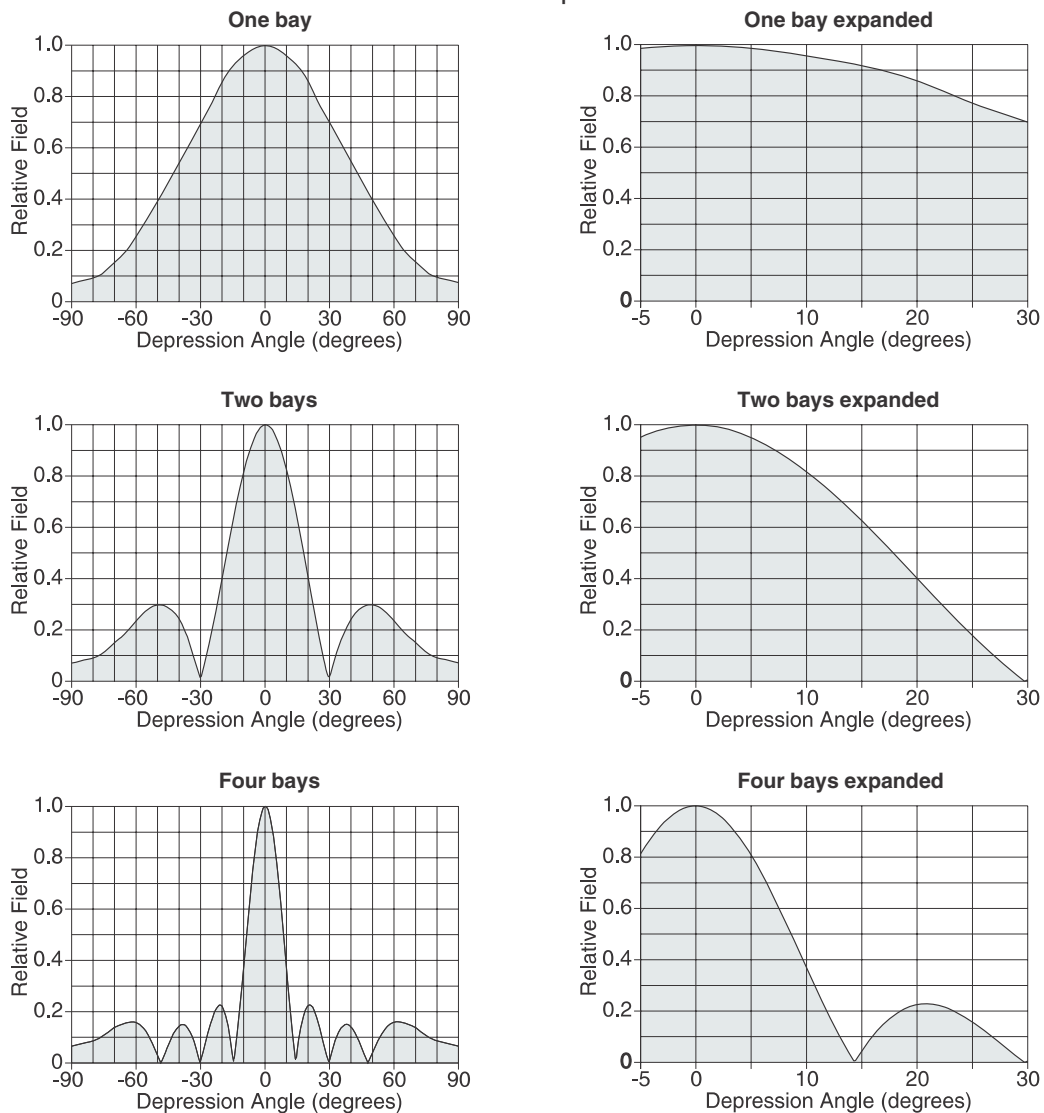 One bay
1.0
0.8
0.6
0.4
0.2
0
Relative Field
-90 -60 -30 0 30 60 90
Depression Angle (degrees)
One bay expanded
1.0
0.8
0.6
0.4
0.2
0
Relative Field
-5 0 10 20 30
Depression Angle (degrees)
Two bays
1.0
0.8
0.6
0.4
0.2
0
Relative Field
-90 -60 -30 0 30 60 90
Depression Angle (degrees)
Two bays expanded
1.0
0.8
0.6
0.4
0.2
0
Relative Field
-5 0 10 20 30
Depression Angle (degrees)
Four bays
1.0
0.8
0.6
0.4
0.2
0
Relative Field
-90 -60 -30 0 30 60 90
Depression Angle (degrees)
Four bays expanded
1.0
0.8
0.6
0.4
0.2
0
Relative Field
-5 0 10 20 30
Depression Angle (degrees)